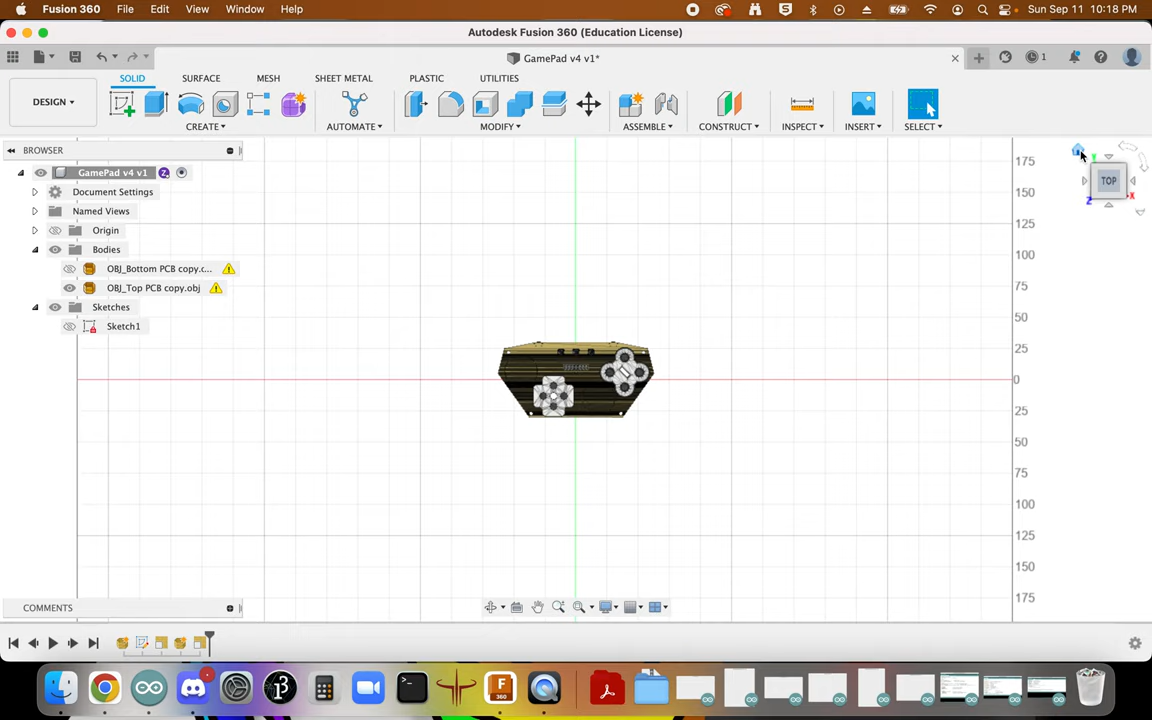 Fusion 360 File Edit View Window Help Sun Sep 11 10:18 PM
Autodesk Fusion 360 (Education License)
GamePad v4 v1*
1
SOLID SURFACE MESH SHEET METAL PLASTIC UTILITIES
DESIGN
CREATE AUTOMATE MODIFY ASSEMBLE CONSTRUCT INSPECT INSERT SELECT
BROWSER
GamePad v4 v1
Document Settings
Named Views
Origin
Bodies
OBJ_Bottom PCB copy.c...
OBJ_Top PCB copy.obj
Sketches
Sketch1
TOP
X
Y
Z
175
150
125
100
75
50
25
0
25
50
75
100
125
150
175
COMMENTS
F
360